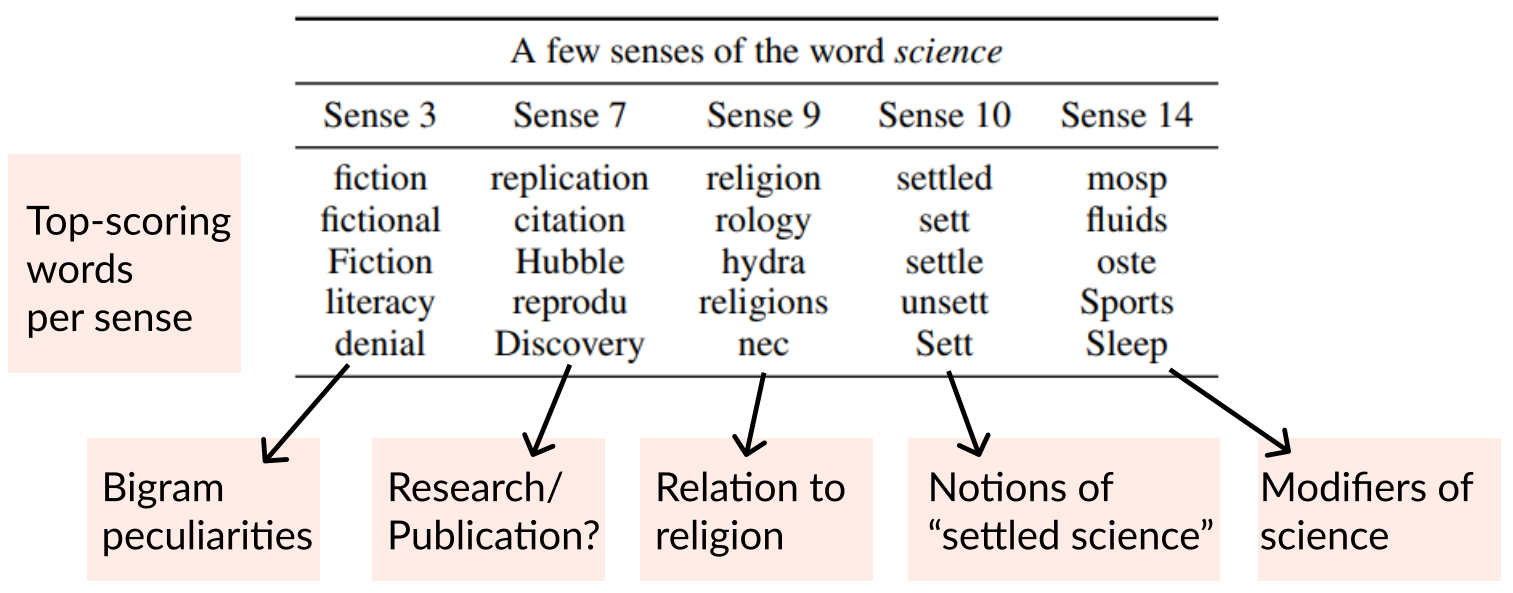 A few senses of the word science
Sense 3 Sense 7 Sense 9 Sense 10 Sense 14
fiction replication religion settled mosp
fictional citation rology sett fluids
Fiction Hubble hydra settle oste
literacy reprodu religions unsett Sports
denial Discovery nec Sett Sleep
Top-scoring
words
per sense
Bigram
peculiarities
Research/
Publication?
Relation to
religion
Notions of
“settled science”
Modifiers of
science